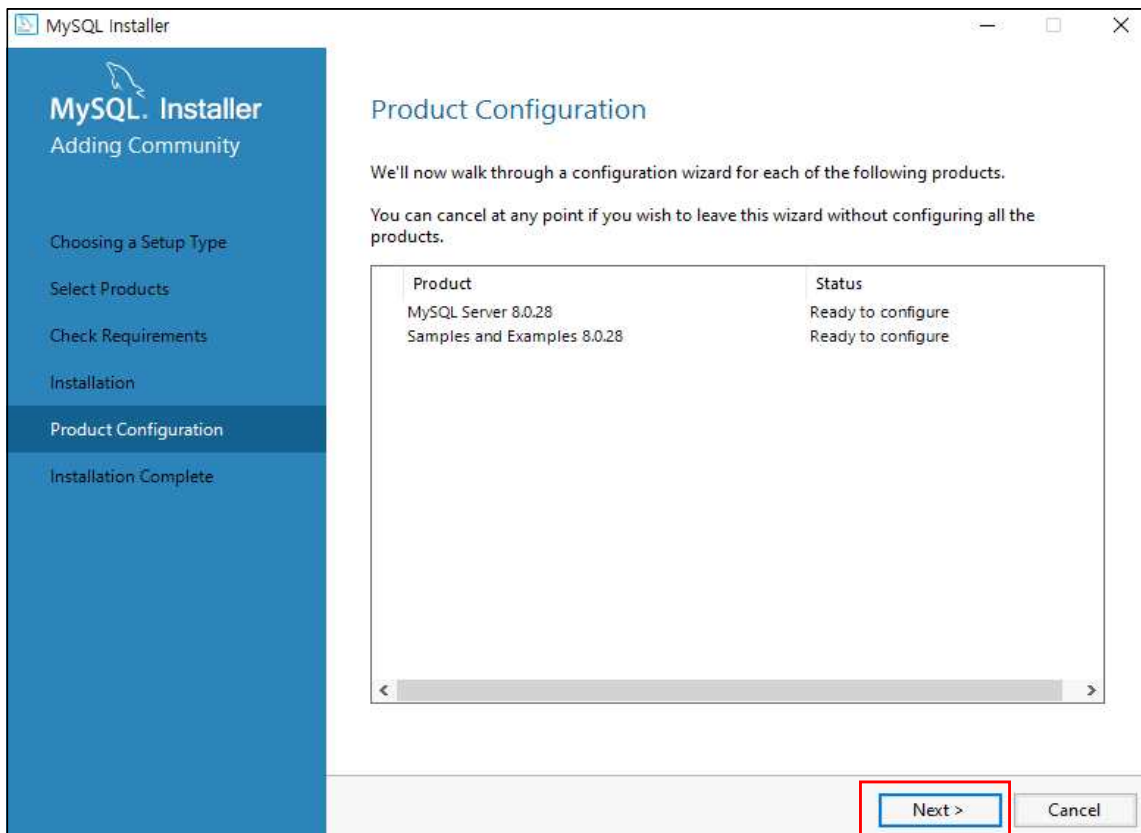 MySQL Installer
MySQL. Installer
Adding Community
Choosing a Setup Type
Select Products
Check Requirements
Installation
Product Configuration
Installation Complete
Product Configuration
We'll now walk through a configuration wizard for each of the following products.
You can cancel at any point if you wish to leave this wizard without configuring all the
products.
Product Status
MySQL Server 8.0.28 Ready to configure
Samples and Examples 8.0.28 Ready to configure
Next > Cancel